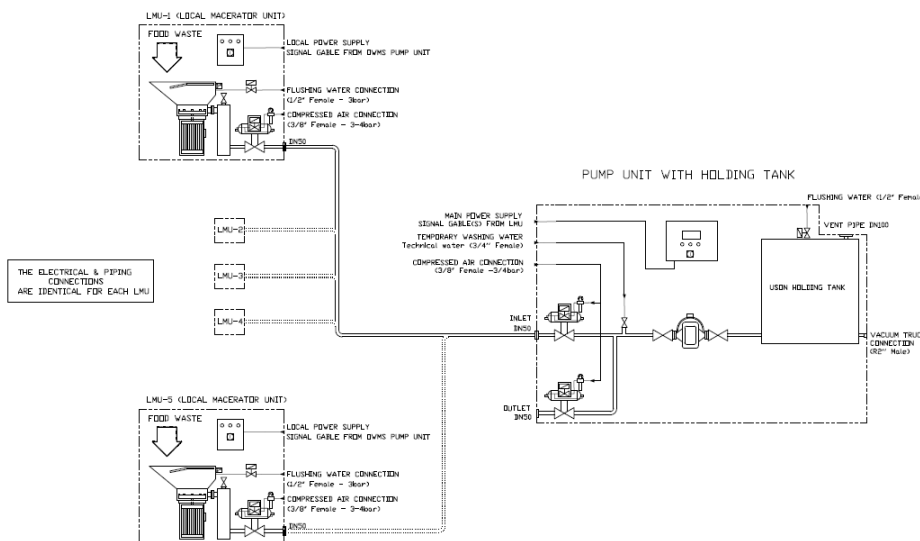 LMU-1 (LOCAL MACERATOR UNIT)
FOOD WASTE
LOCAL POWER SUPPLY
SIGNAL GABLE FROM OWMS PUMP UNIT
FLUSHING WATER CONNECTION
(1/2" Female - 3bar)
COMPRESSED AIR CONNECTION
(3/8" Female - 3-4bar)
DN50
PUMP UNIT WITH HOLDING TANK
FLUSHING WATER (1/2" Female
MAIN POWER SUPPLY
SIGNAL GABLE(S) FROM LMU
VENT PIPE DN100
LMU-2
TEMPORARY WASHING WATER
Technical water (3/4" Female)
COMPRESSED AIR CONNECTION
(3/8" Female -3/4bar)
THE ELECTRICAL & PIPING
CONNECTIONS
ARE IDENTICAL FOR EACH LMU
LMU-3
USON HOLDING TANK
LMU-4
INLET
DN50
VACUUM TRUC
CONNECTION
(R2" Male)
OUTLET
DN50
LMU-5 (LOCAL MACERATOR UNIT)
FOOD WASTE
LOCAL POWER SUPPLY
SIGNAL GABLE FROM OWMS PUMP UNIT
FLUSHING WATER CONNECTION
(1/2" Female - 3bar)
COMPRESSED AIR CONNECTION
(3/8" Female - 3-4bar)
DN50